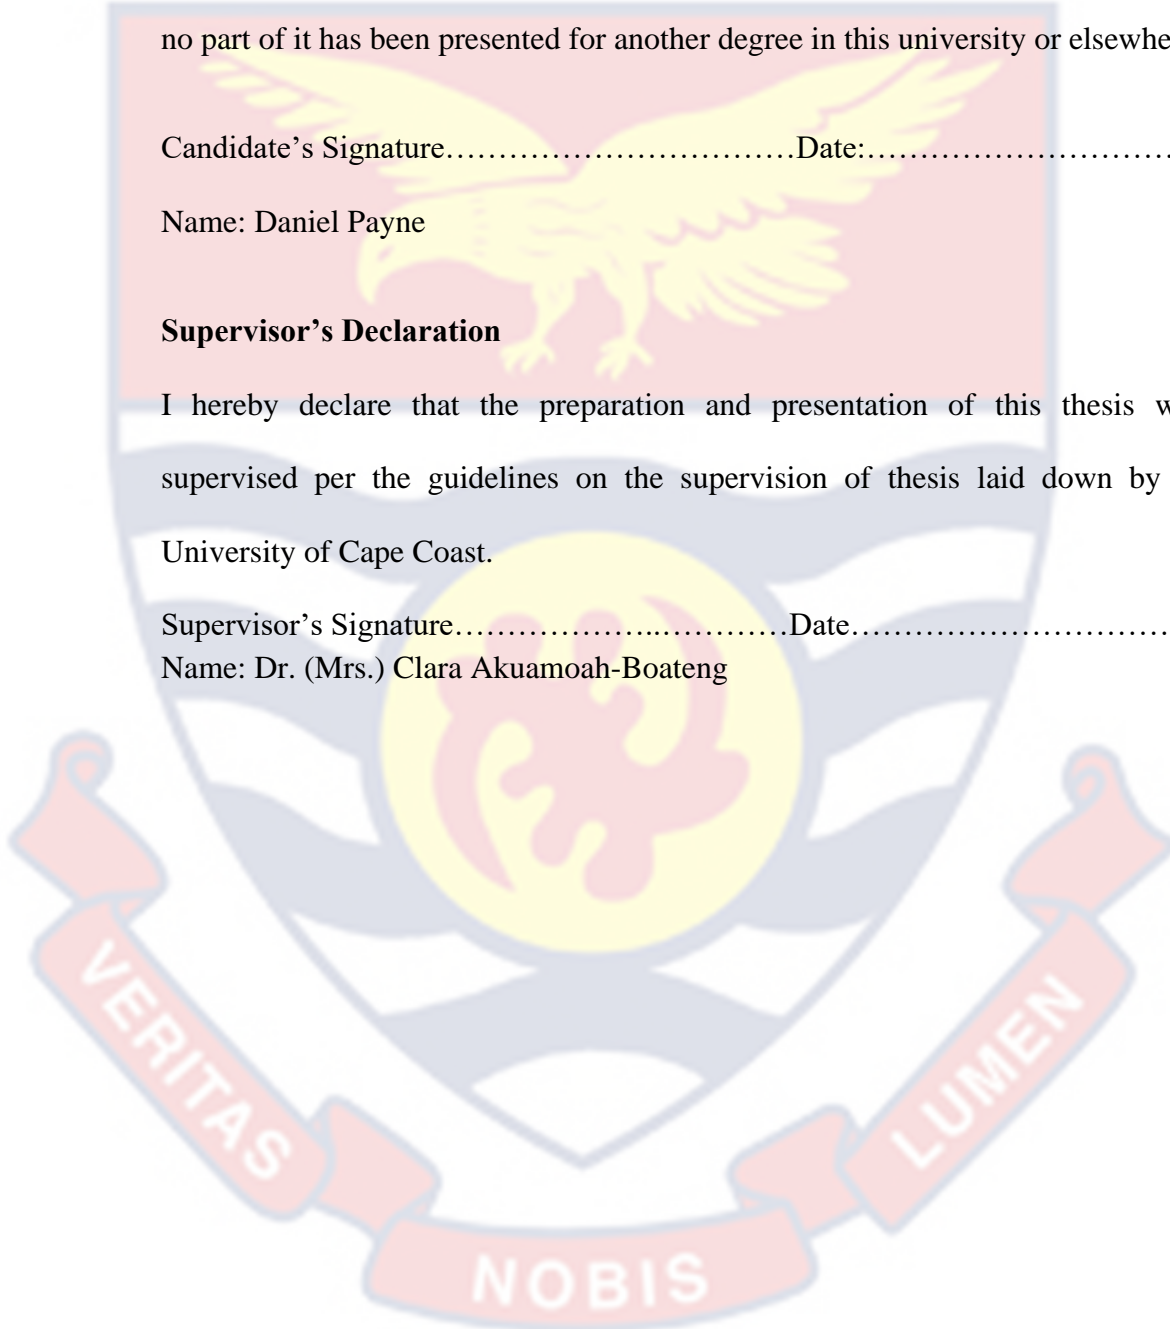 no part of it has been presented for another degree in this university or elsewhe
Candidate’s Signature……………………………Date:…………………………
Name: Daniel Payne
Supervisor’s Declaration
I hereby declare that the preparation and presentation of this thesis w
supervised per the guidelines on the supervision of thesis laid down by
University of Cape Coast.
Supervisor’s Signature………………..…………Date…………………………
Name: Dr. (Mrs.) Clara Akuamoah-Boateng
VERITAS
NOBIS
LUMEN